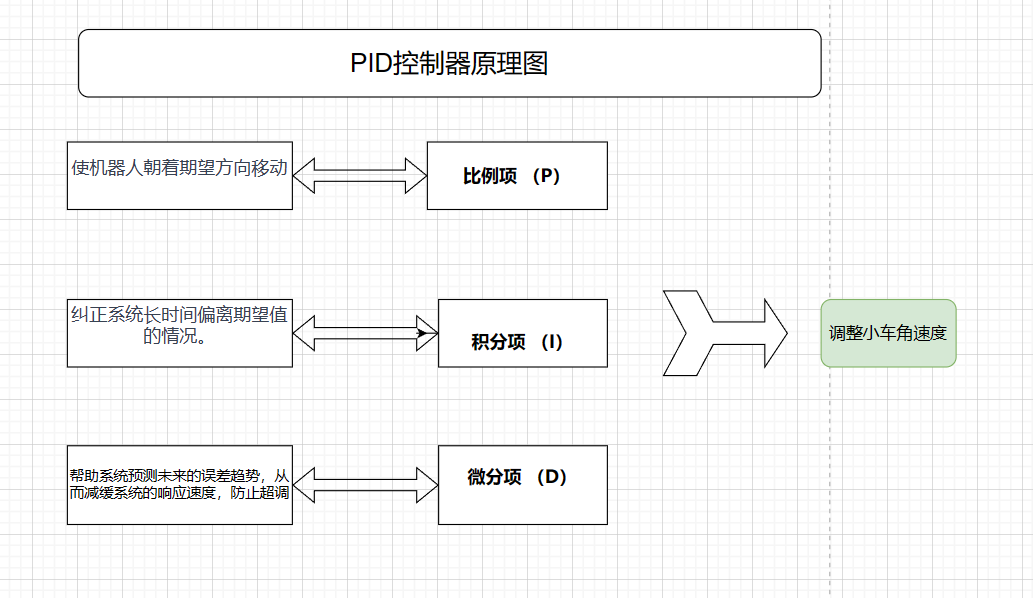 PID控制器原理图
使机器人朝着期望方向移动
比例项 （P）
纠正系统长时间偏离期望值
的情况。
积分项 （I）
调整小车角速度
帮助系统预测未来的误差趋势，从
而减缓系统的响应速度，防止超调
微分项 （D）